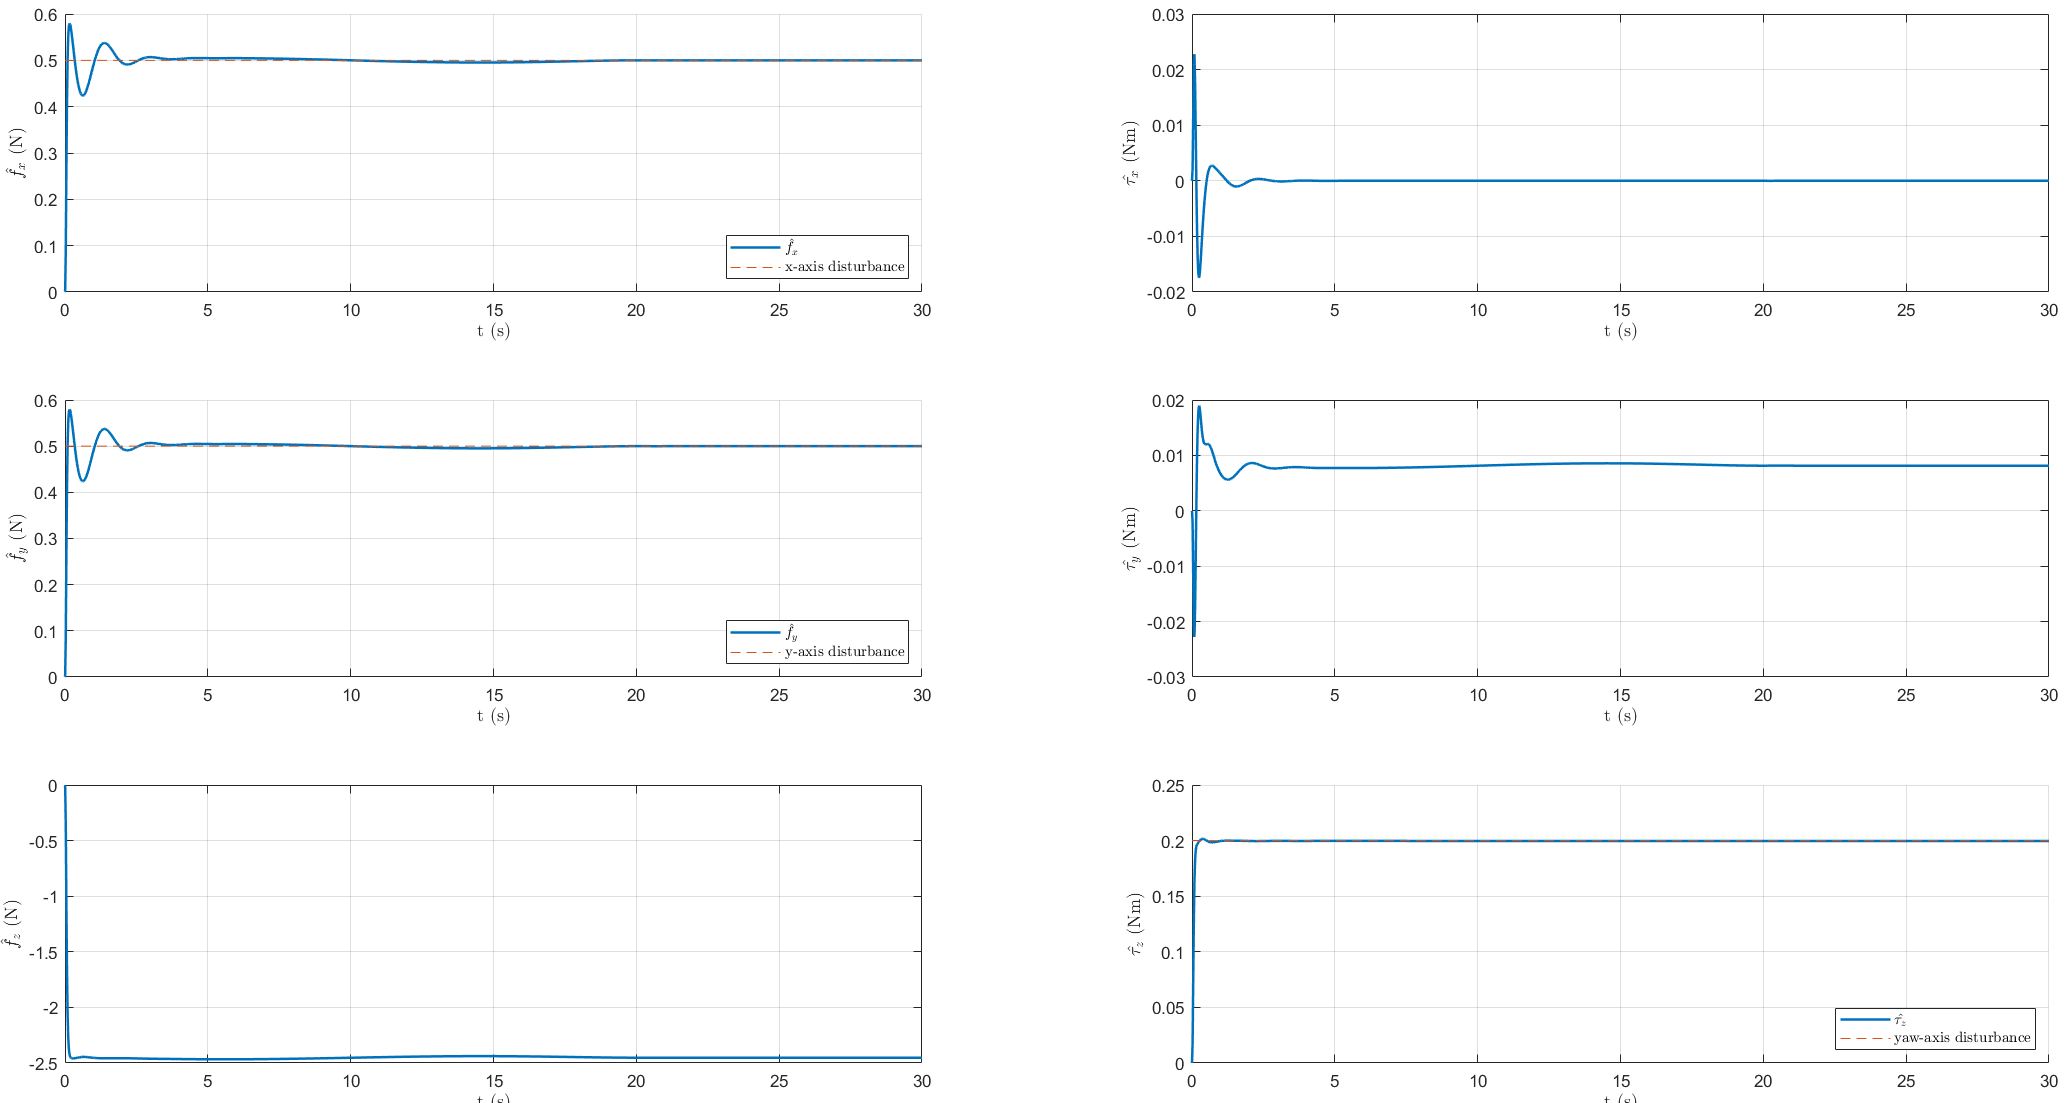 0.6
0.5
0.4
0.3
0.2
0.1
0
f̂x (N)
0 5 10 15 20 25 30
t (s)
f̂x
x-axis disturbance
0.03
0.02
0.01
0
-0.01
-0.02
τ̂x (Nm)
0 5 10 15 20 25 30
t (s)
0.6
0.5
0.4
0.3
0.2
0.1
0
f̂y (N)
0 5 10 15 20 25 30
t (s)
f̂y
y-axis disturbance
0.02
0.01
0
-0.01
-0.02
-0.03
τ̂y (Nm)
0 5 10 15 20 25 30
t (s)
0
-0.5
-1
-1.5
-2
-2.5
f̂z (N)
0 5 10 15 20 25 30
t (s)
0.25
0.2
0.15
0.1
0.05
0
τ̂z (Nm)
0 5 10 15 20 25 30
t (s)
τ̂z
yaw-axis disturbance